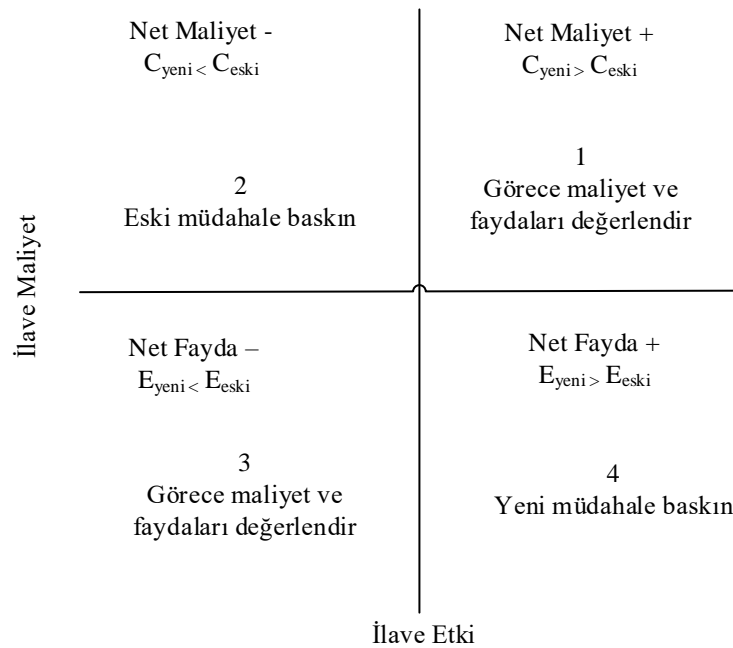 Net Maliyet -
Cyeni < Ceski
Net Maliyet +
Cyeni > Ceski
2
Eski müdahale baskın
1
Görece maliyet ve
faydaları değerlendir
İlave Maliyet
Net Fayda –
Eyeni < Eeski
Net Fayda +
Eyeni > Eeski
3
Görece maliyet ve
faydaları değerlendir
4
Yeni müdahale baskın
İlave Etki